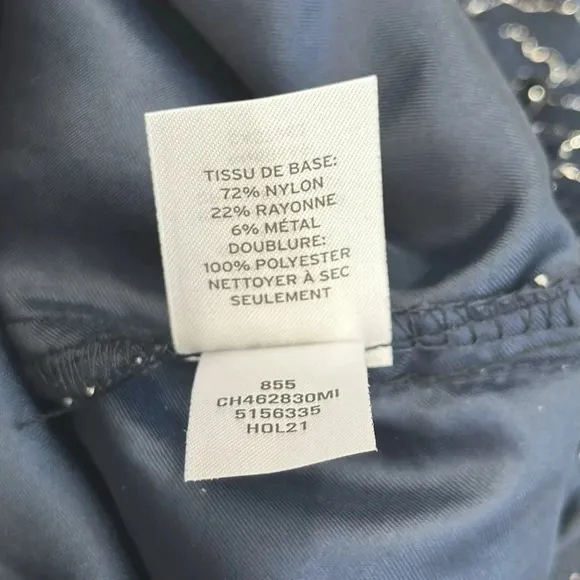 TISSU DE BASE:
72% NYLON
22% RAYONNE
6% MÉTAL
DOUBLURE:
100% POLYESTER
NETTOYER À SEC
SEULEMENT
855
CH462830MI
5156335
HOL21